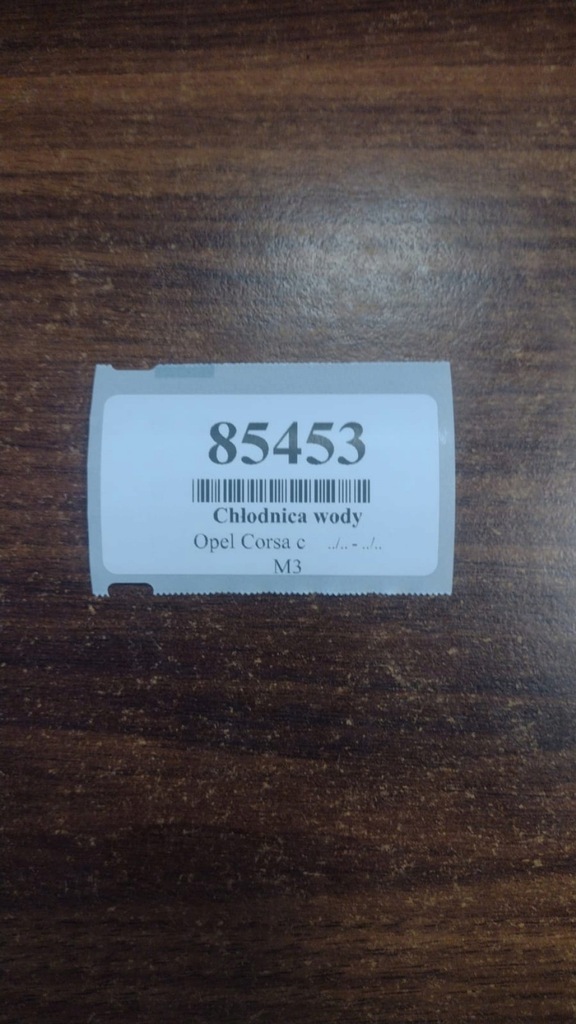 85453
Chłodnica wody
Opel Corsa c ../.. - ../..
M3